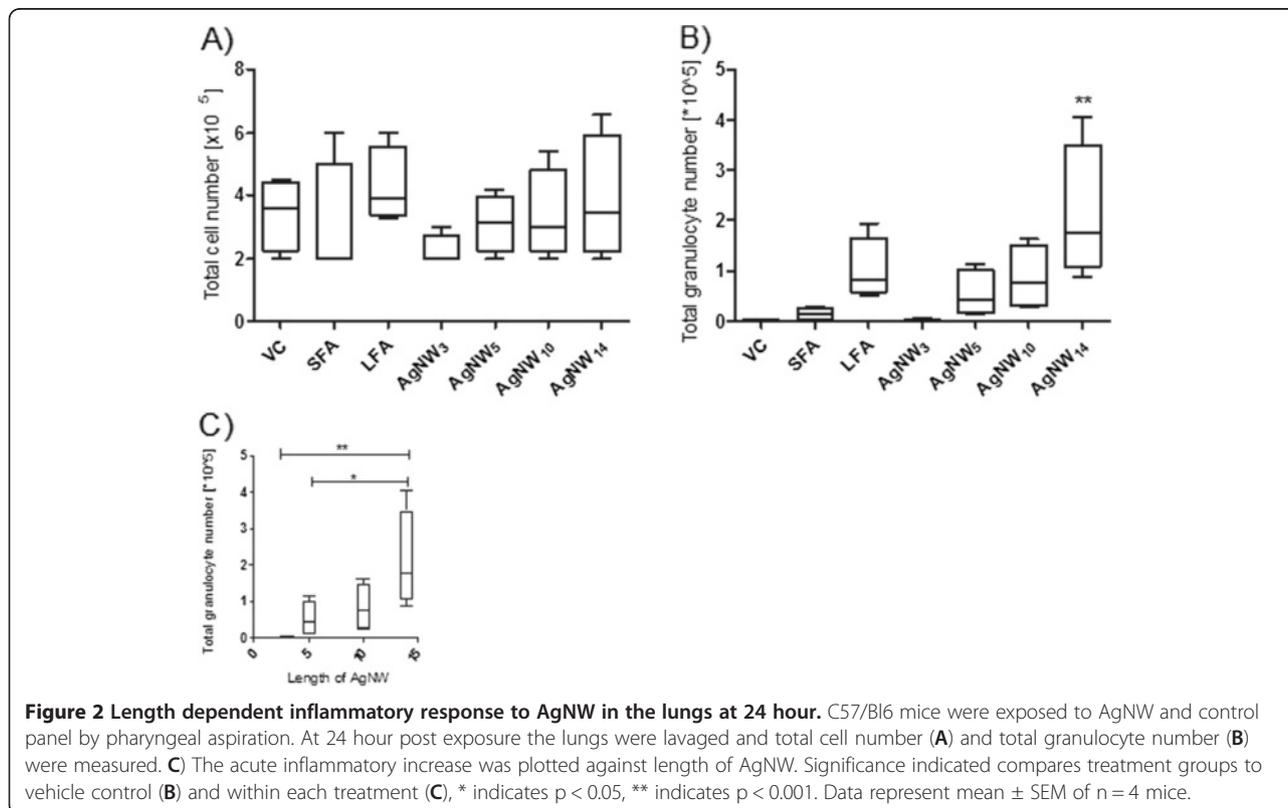 A)
Total cell number [x10 5]
8
6
4
2
0
VC
SFA
LFA
AgNW3
AgNW5
AgNW10
AgNW14
B)
Total granulocyte number [*10^5]
5
4
3
2
1
0
**
VC
SFA
LFA
AgNW3
AgNW5
AgNW10
AgNW14
C)
Total granulocyte number [*10^5]
5
4
3
2
1
0
**
*
0
5
10
15
Length of AgNW
Figure 2 Length dependent inflammatory response to AgNW in the lungs at 24 hour. C57/Bl6 mice were exposed to AgNW and control
panel by pharyngeal aspiration. At 24 hour post exposure the lungs were lavaged and total cell number (A) and total granulocyte number (B)
were measured. C) The acute inflammatory increase was plotted against length of AgNW. Significance indicated compares treatment groups to
vehicle control (B) and within each treatment (C), * indicates p < 0.05, ** indicates p < 0.001. Data represent mean ± SEM of n = 4 mice.